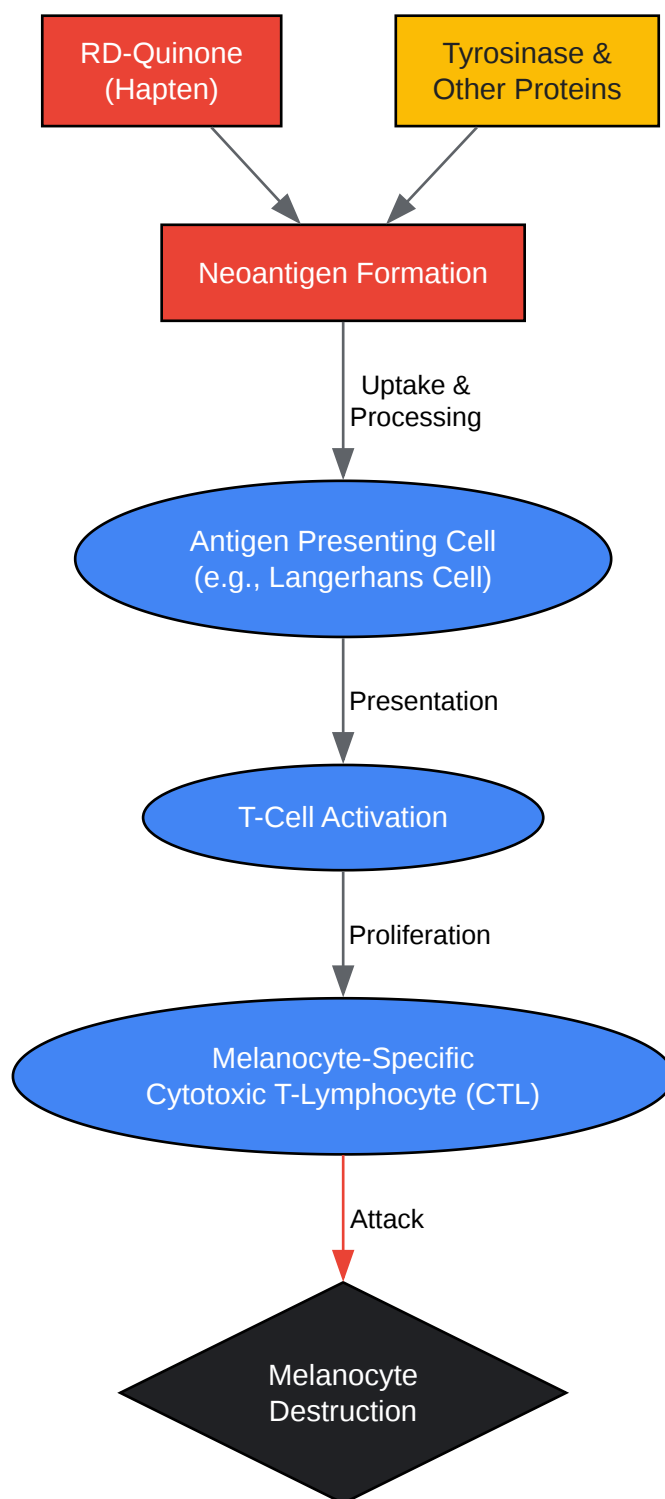 RD-Quinone
(Hapten)
Tyrosinase &
Other Proteins
Neoantigen Formation
Uptake &
Processing
Antigen Presenting Cell
(e.g., Langerhans Cell)
Presentation
T-Cell Activation
Proliferation
Melanocyte-Specific
Cytotoxic T-Lymphocyte (CTL)
Attack
Melanocyte
Destruction